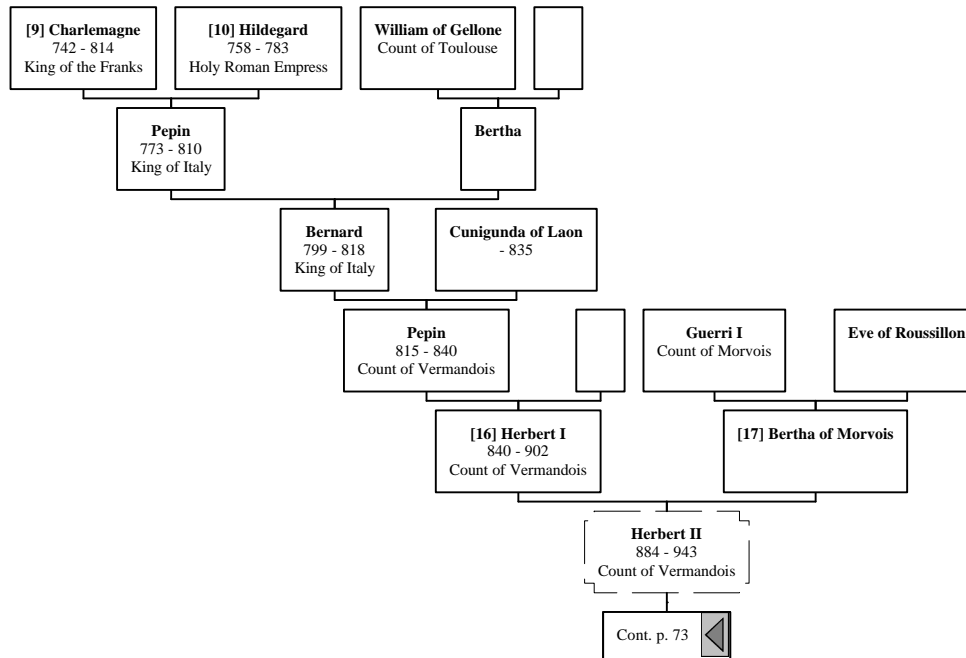 [9] Charlemagne
742 - 814
King of the Franks
[10] Hildegard
758 - 783
Holy Roman Empress
William of Gellone
Count of Toulouse
Pepin
773 - 810
King of Italy
Bertha
Bernard
799 - 818
King of Italy
Cunigunda of Laon
- 835
Pepin
815 - 840
Count of Vermandois
Guerri I
Count of Morvois
Eve of Roussillon
[16] Herbert I
840 - 902
Count of Vermandois
[17] Bertha of Morvois
Herbert II
884 - 943
Count of Vermandois
Cont. p. 73